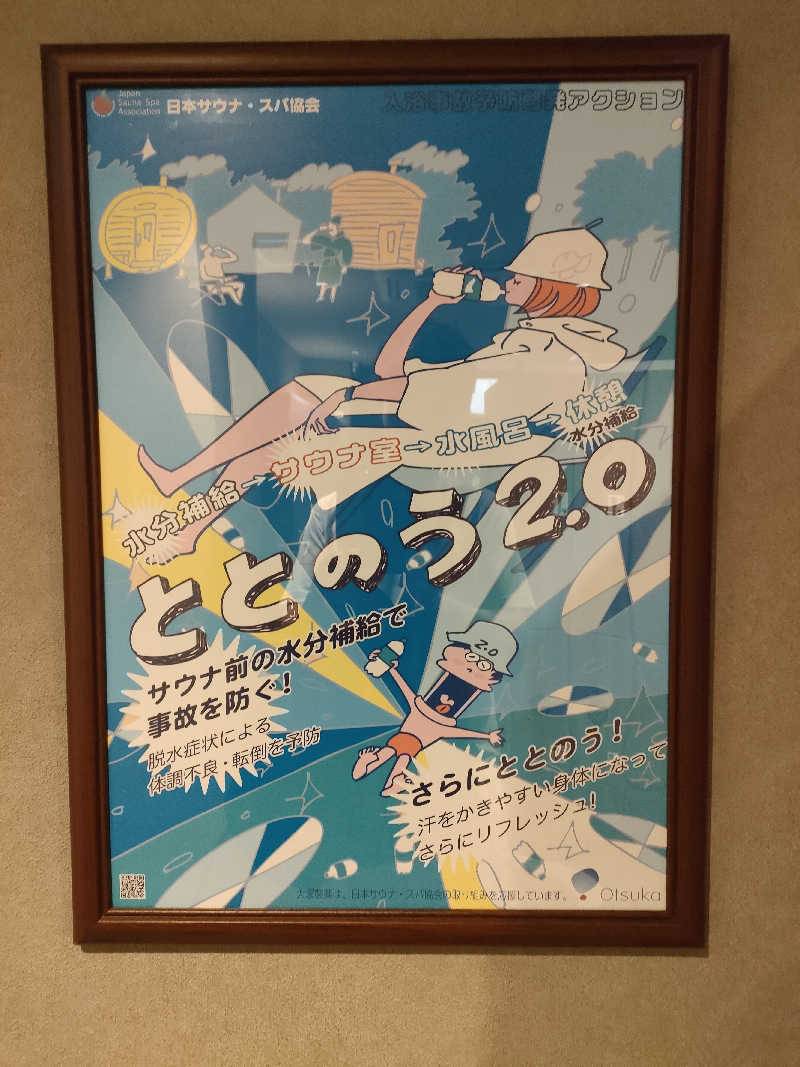 Japan
Sauna Spa
Association
日本サウナ・スパ協会
入浴事故予防啓発アクション
水分補給→サウナ室→水風呂→休憩
水分補給
ととのう2.0
サウナ前の水分補給で
事故を防ぐ!
脱水症状による
体調不良・転倒を予防
2.0
さらにととのう!
汗をかきやすい身体になって
さらにリフレッシュ!
大塚製薬は、日本サウナ・スパ協会の取り組みを応援しています。
Otsuka